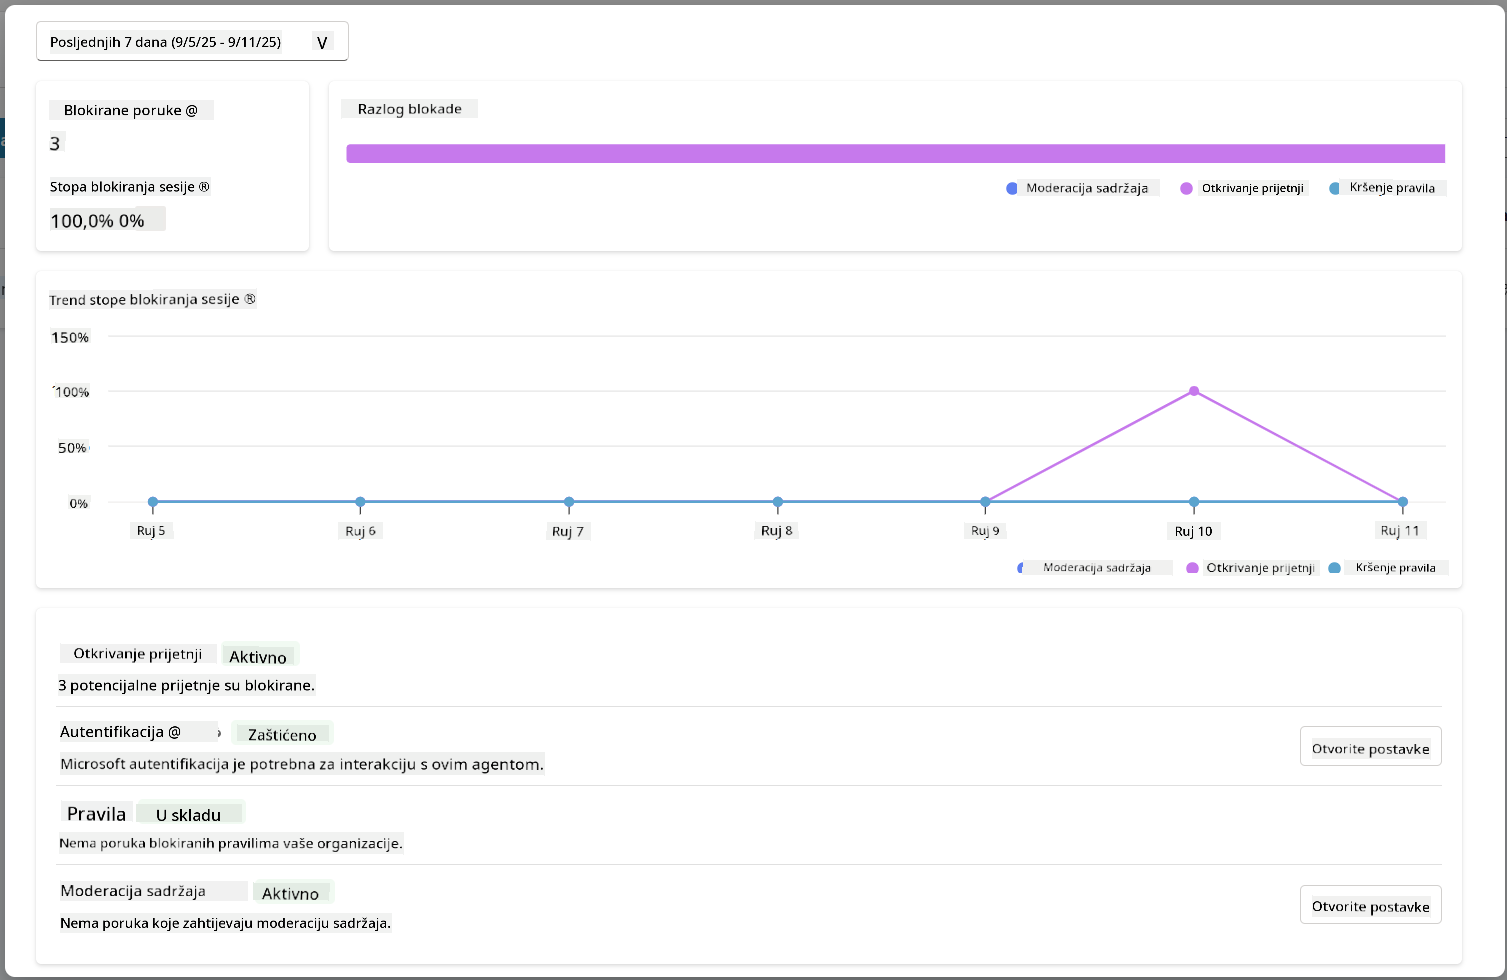 Posljednjih 7 dana (9/5/25 - 9/11/25) V
Blokirane poruke @
3
Stopa blokiranja sesije ®
100,0% 0%
Razlog blokade
Moderacija sadržaja Otkrivanje prijetnji Kršenje pravila
Trend stope blokiranja sesije ®
150%
100%
50%
0%
Ruj 5 Ruj 6 Ruj 7 Ruj 8 Ruj 9 Ruj 10 Ruj 11
Moderacija sadržaja Otkrivanje prijetnji Kršenje pravila
Otkrivanje prijetnji Aktivno
3 potencijalne prijetnje su blokirane.
Autentifikacija @ Zaštićeno
Microsoft autentifikacija je potrebna za interakciju s ovim agentom.
Otvorite postavke
Pravila U skladu
Nema poruka blokiranih pravilima vaše organizacije.
Moderacija sadržaja Aktivno
Nema poruka koje zahtijevaju moderaciju sadržaja.
Otvorite postavke